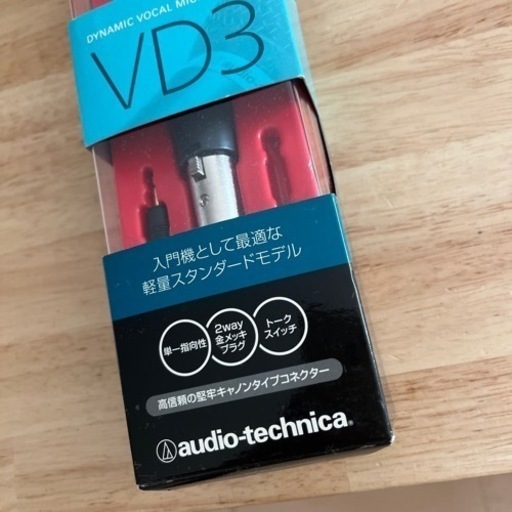 DYNAMIC VOCAL MIC
VD3
入門機として最適な
軽量スタンダードモデル
単一指向性
2way
金メッキ
プラグ
トーク
スイッチ
高信頼の堅牢キャノンタイプコネクター
audio-technica®